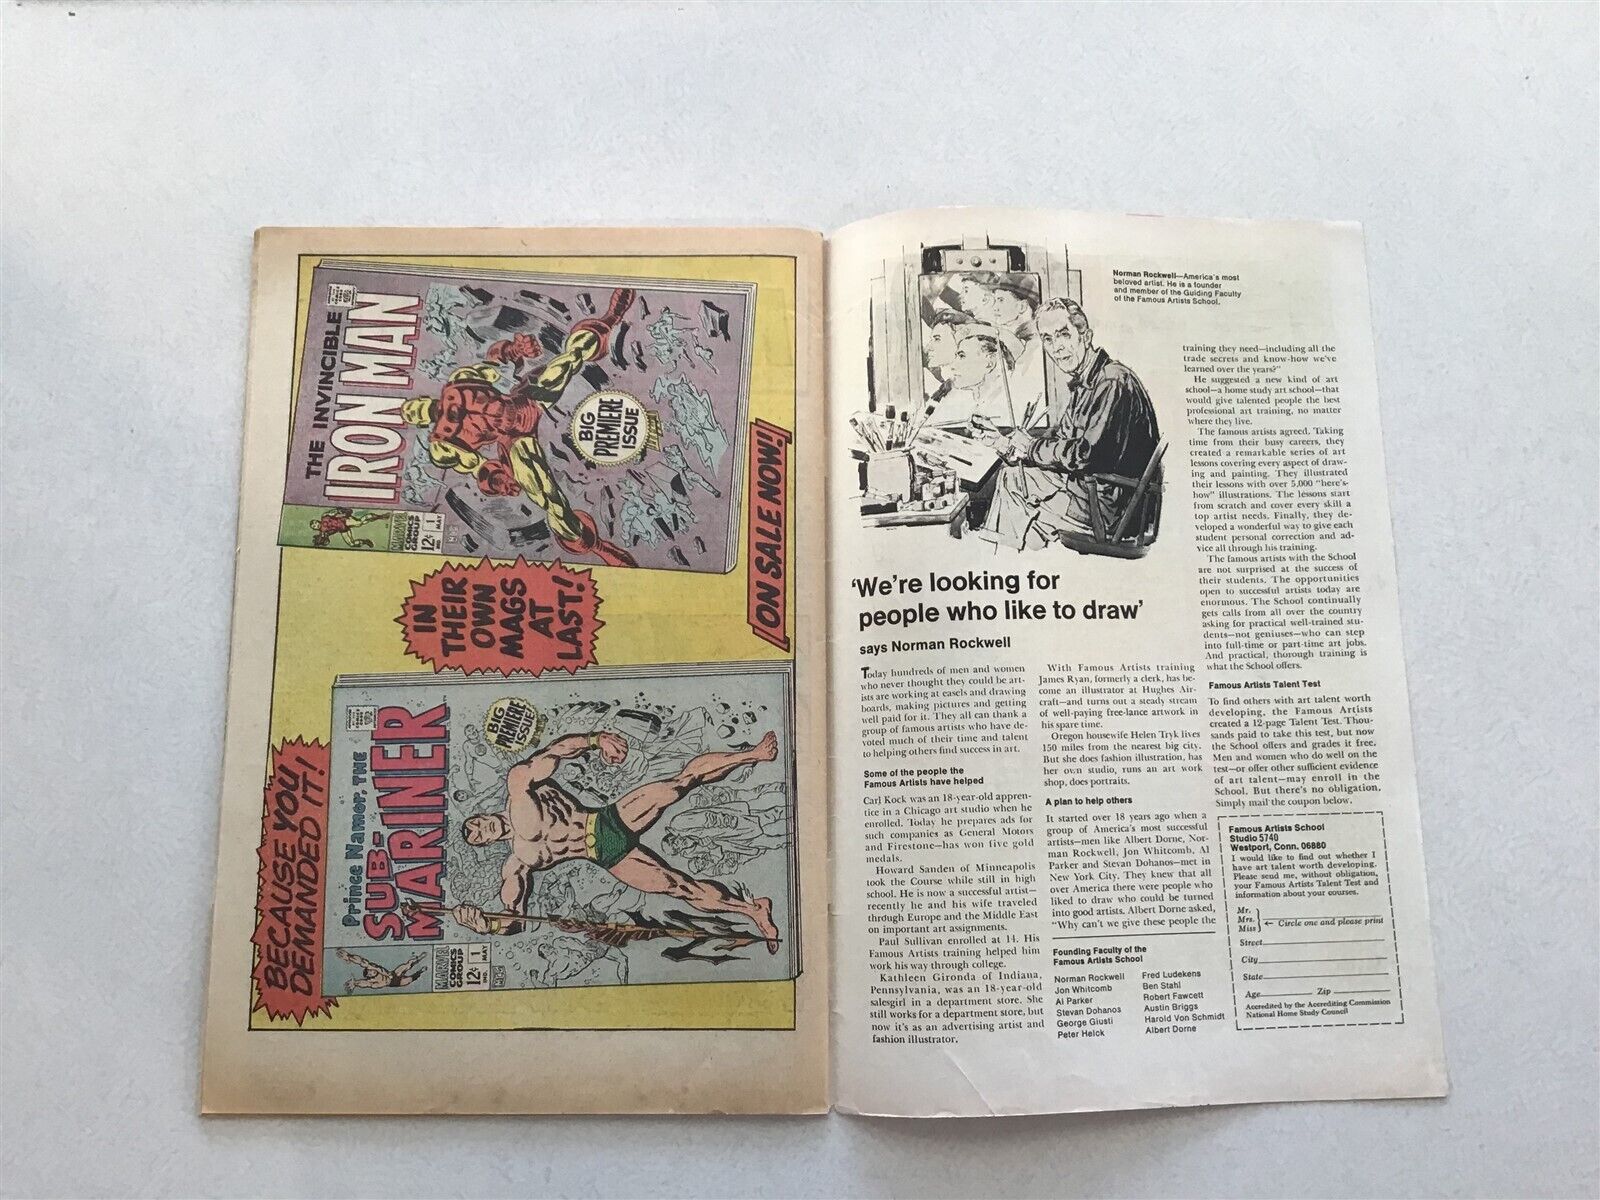 BECAUSE YOU
DEMANDED IT!
Prince Namor, THE
SUB-
MARINER
BIG
PREMIERE
ISSUE
MARVEL
COMICS
GROUP
12¢
IND.
1
MAY
IN
THEIR
OWN
MAGS
AT
LAST!
THE INVINCIBLE
IRON MAN
BIG
PREMIERE
ISSUE
MARVEL
COMICS
GROUP
12¢
IND.
1
MAY
ON SALE NOW!
Norman Rockwell—America's most
beloved artist. He is a founder
and member of the Guiding Faculty
of the Famous Artists School.
'We're looking for
people who like to draw'
says Norman Rockwell
Today hundreds of men and women
who never thought they could be art-
ists are working at easels and drawing
boards, making pictures and getting
well paid for it. They all can thank a
group of famous artists who have de-
voted much of their time and talent
to helping others find success in art.
Some of the people the
Famous Artists have helped
Carl Kock was an 18-year-old appren-
tice in a Chicago art studio when he
enrolled. Today he prepares ads for
such companies as General Motors
and Firestone—has won five gold
medals.
Howard Sanden of Minneapolis
took the Course while still in high
school. He is now a successful artist—
recently he and his wife traveled
through Europe and the Middle East
on important art assignments.
Paul Sullivan enrolled at 14. His
Famous Artists training helped him
work his way through college.
Kathleen Gironda of Indiana,
Pennsylvania, was an 18-year-old
salesgirl in a department store. She
still works for a department store, but
now it's as an advertising artist and
fashion illustrator.
With Famous Artists training
James Ryan, formerly a clerk, has be-
come an illustrator at Hughes Air-
craft—and turns out a steady stream
of well-paying free-lance artwork in
his spare time.
Oregon housewife Helen Tryk lives
150 miles from the nearest big city.
But she does fashion illustration, has
her own studio, runs an art work
shop, does portraits.
A plan to help others
It started over 18 years ago when a
group of America's most successful
artists—men like Albert Dorne, Nor-
man Rockwell, Jon Whitcomb, Al
Parker and Stevan Dohanos—met in
New York City. They knew that all
over America there were people who
liked to draw who could be turned
into good artists. Albert Dorne asked,
"Why can't we give these people the
Founding Faculty of the
Famous Artists School
Norman Rockwell
Jon Whitcomb
Al Parker
Stevan Dohanos
George Giusti
Peter Helck
Fred Ludekens
Ben Stahl
Robert Fawcett
Austin Briggs
Harold Von Schmidt
Albert Dorne
training they need—including all the
trade secrets and know-how we've
learned over the years?"
He suggested a new kind of art
school—a home study art school—that
would give talented people the best
professional art training, no matter
where they live.
The famous artists agreed. Taking
time from their busy careers, they
created a remarkable series of art
lessons covering every aspect of draw-
ing and painting. They illustrated
their lessons with over 5,000 "here's-
how" illustrations. The lessons start
from scratch and cover every skill a
top artist needs. Finally, they de-
veloped a wonderful way to give each
student personal correction and ad-
vice all through his training.
The famous artists with the School
are not surprised at the success of
their students. The opportunities
open to successful artists today are
enormous. The School continually
gets calls from all over the country
asking for practical well-trained stu-
dents—not geniuses—who can step
into full-time or part-time art jobs.
And practical, thorough training is
what the School offers.
Famous Artists Talent Test
To find others with art talent worth
developing, the Famous Artists
created a 12-page Talent Test. Thou-
sands paid to take this test, but now
the School offers and grades it free.
Men and women who do well on the
test—or offer other sufficient evidence
of art talent—may enroll in the
School. But there's no obligation.
Simply mail the coupon below.
Famous Artists School
Studio 5740
Westport, Conn. 06880
I would like to find out whether I
have art talent worth developing.
Please send me, without obligation,
your Famous Artists Talent Test and
information about your courses.
Mr.
Mrs.
Miss
← Circle one and please print
Street
City
State
Age Zip
Accredited by the Accrediting Commission
National Home Study Council